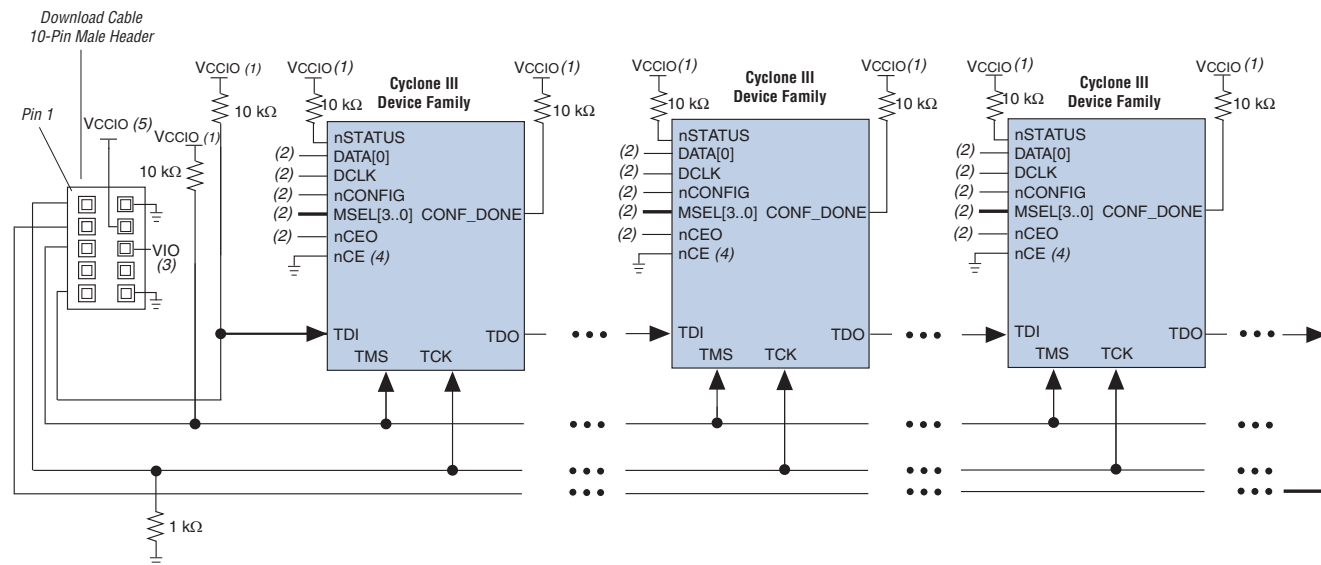 Download Cable
10-Pin Male Header
Pin 1
VCCIO (5)
VCCIO (1)
10 kΩ
VCCIO (1)
10 kΩ
VIO
(3)
1 kΩ
VCCIO (1)
10 kΩ
Cyclone III
Device Family
VCCIO (1)
10 kΩ
nSTATUS
(2) DATA[0]
(2) DCLK
(2) nCONFIG
(2) MSEL[3..0] CONF_DONE
(2) nCEO
nCE (4)
TDI TDO
TMS TCK
VCCIO (1)
10 kΩ
Cyclone III
Device Family
VCCIO (1)
10 kΩ
nSTATUS
(2) DATA[0]
(2) DCLK
(2) nCONFIG
(2) MSEL[3..0] CONF_DONE
(2) nCEO
nCE (4)
TDI TDO
TMS TCK
VCCIO (1)
10 kΩ
Cyclone III
Device Family
VCCIO (1)
10 kΩ
nSTATUS
(2) DATA[0]
(2) DCLK
(2) nCONFIG
(2) MSEL[3..0] CONF_DONE
(2) nCEO
nCE (4)
TDI TDO
TMS TCK